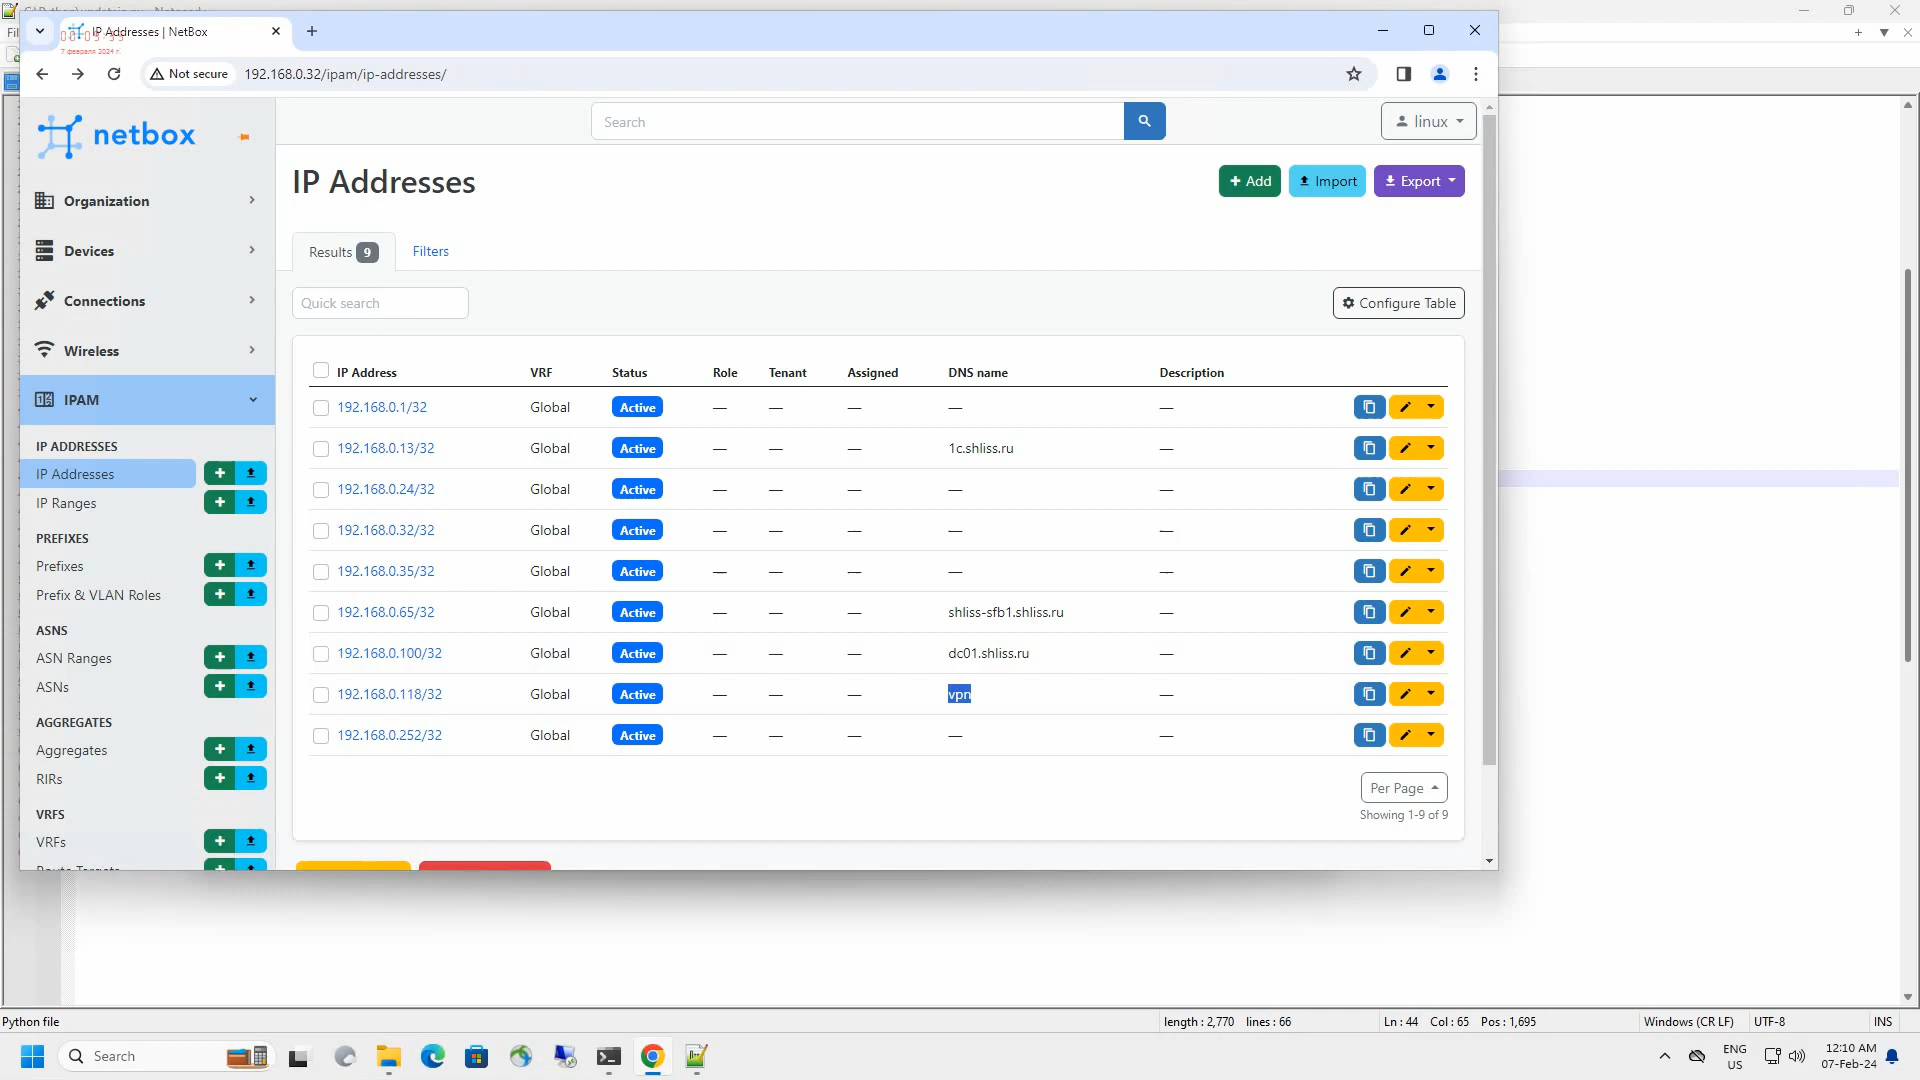 IP Addresses | NetBox
7 февраля 2024 г.
Not secure
192.168.0.32/ipam/ip-addresses/
netbox
Search
linux
IP Addresses
Add
Import
Export
Organization
Devices
Connections
Wireless
IPAM
IP ADDRESSES
IP Addresses
IP Ranges
PREFIXES
Prefixes
Prefix & VLAN Roles
ASNS
ASN Ranges
ASNs
AGGREGATES
Aggregates
RIRs
VRFS
VRFs
Route Targets
Results 9
Filters
Quick search
Configure Table
IP Address VRF Status Role Tenant Assigned DNS name Description
192.168.0.1/32 Global Active — — — — —
192.168.0.13/32 Global Active — — — 1c.shliss.ru —
192.168.0.24/32 Global Active — — — — —
192.168.0.32/32 Global Active — — — — —
192.168.0.35/32 Global Active — — — — —
192.168.0.65/32 Global Active — — — shliss-sfb1.shliss.ru —
192.168.0.100/32 Global Active — — — dc01.shliss.ru —
192.168.0.118/32 Global Active — — — vpn —
192.168.0.252/32 Global Active — — — — —
Per Page
Showing 1-9 of 9
Python file
length : 2,770 lines : 66
Ln : 44 Col : 65 Pos : 1,695
Windows (CR LF)
UTF-8
INS
Search
ENG
US
12:10 AM
07-Feb-24